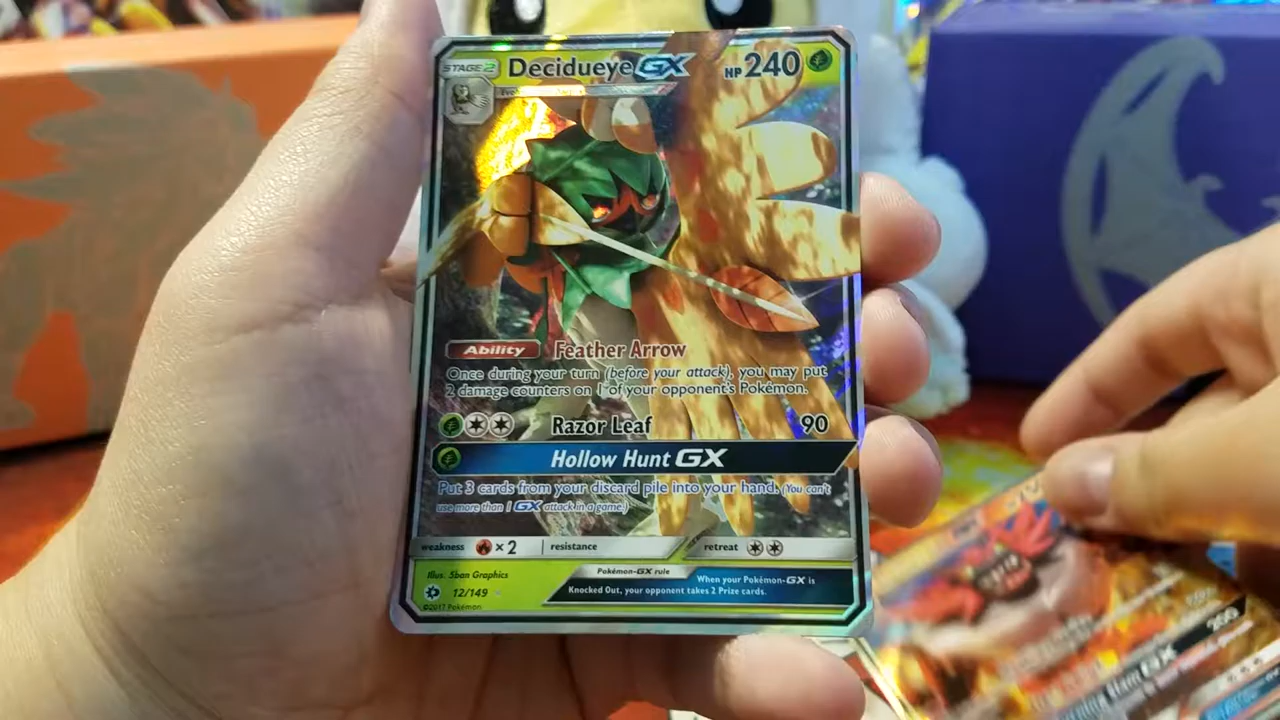 STAGE 2 Decidueye GX HP 240
Ability Feather Arrow
Once during your turn (before your attack), you may put
2 damage counters on 1 of your opponent's Pokémon.
Razor Leaf 90
Hollow Hunt GX
Put 3 cards from your discard pile into your hand. (You can't
use more than 1 GX attack in a game.)
weakness ×2 resistance retreat
Illus. 5ban Graphics
12/149
©2017 Pokémon
Pokémon-GX rule
When your Pokémon-GX is
Knocked Out, your opponent takes 2 Prize cards.
200
GX